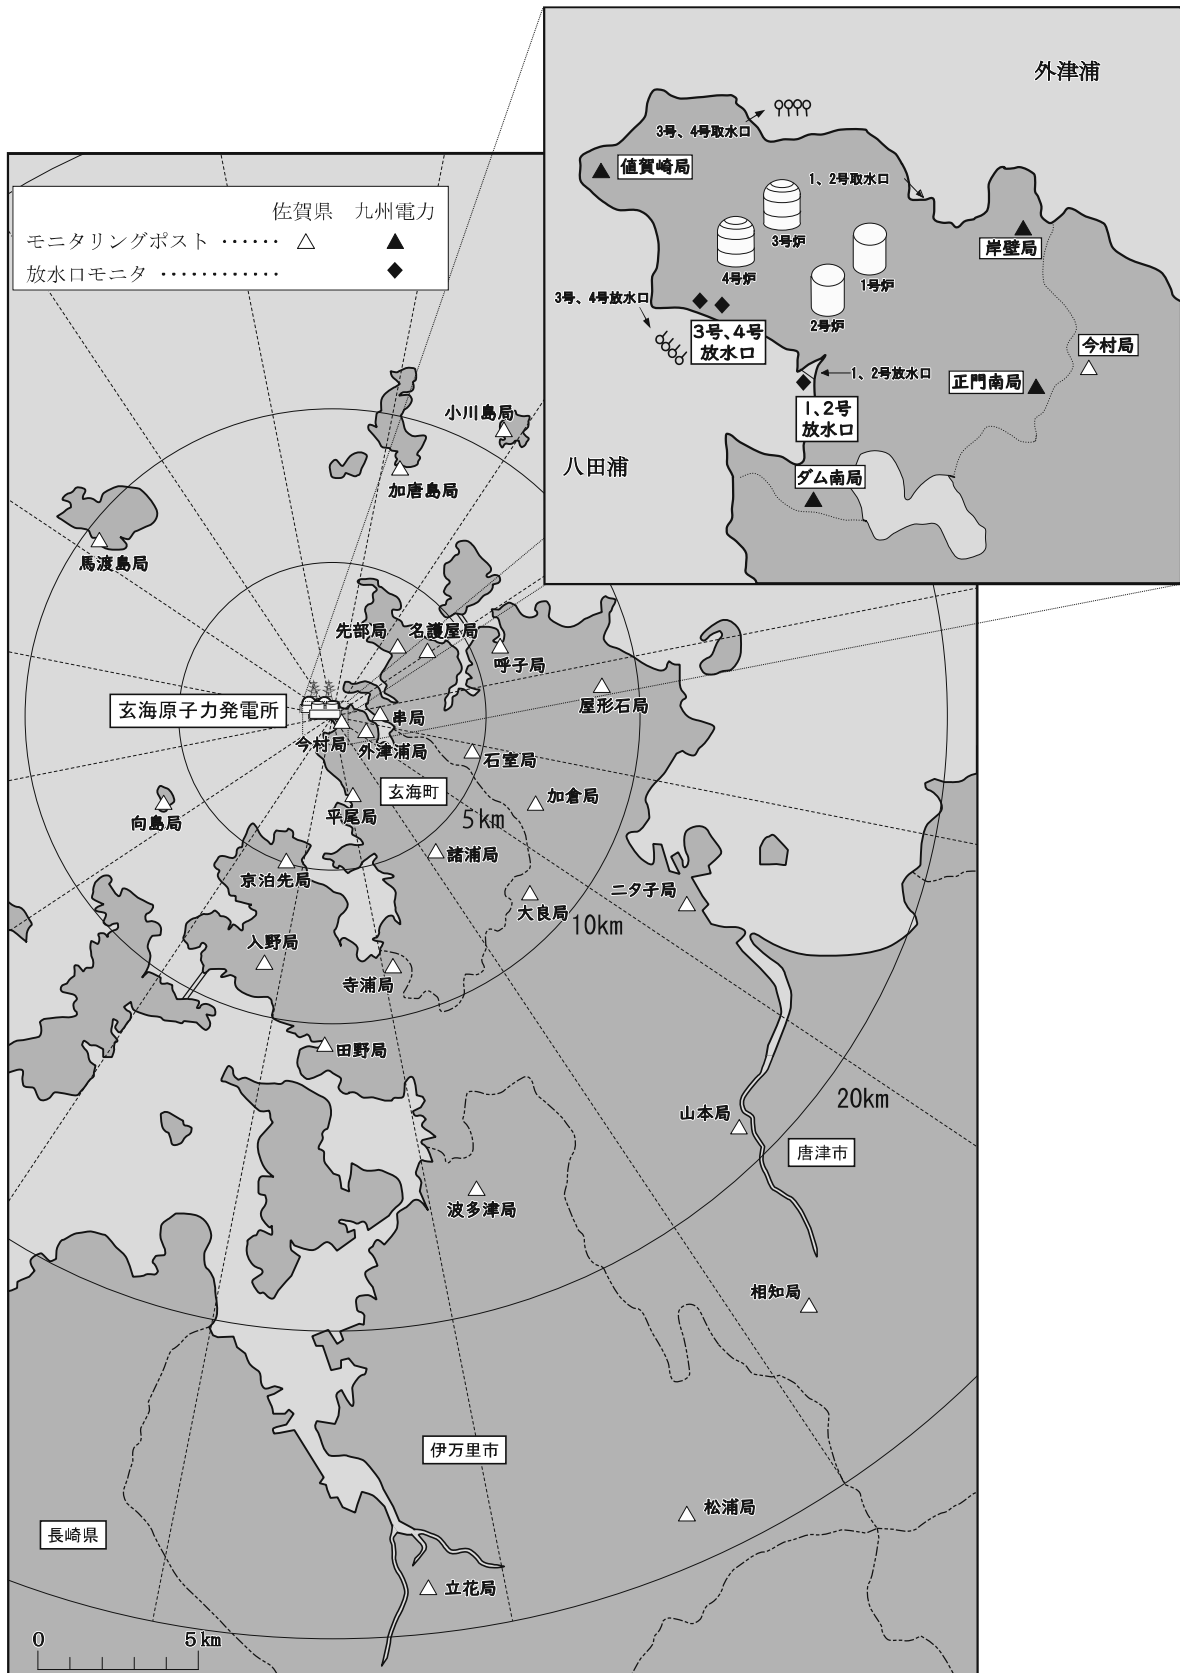 外津浦
3号、4号取水口
値賀崎局
1、2号取水口
3号炉
岸壁局
4号炉
1号炉
3号、4号放水口
2号炉
3号、4号
放水口
今村局
1、2号放水口
正門南局
1、2号
放水口
八田浦
ダム南局
佐賀県 九州電力
モニタリングポスト ‥‥‥ △ ▲
放水口モニタ ‥‥‥‥‥‥ ◆
小川島局
加唐島局
馬渡島局
先部局
名護屋局
呼子局
屋形石局
玄海原子力発電所
串局
今村局
外津浦局
石室局
玄海町
加倉局
向島局
平尾局
5km
諸浦局
京泊先局
二タ子局
大良局
10km
入野局
寺浦局
田野局
20km
山本局
唐津市
波多津局
相知局
伊万里市
松浦局
長崎県
立花局
0 5km